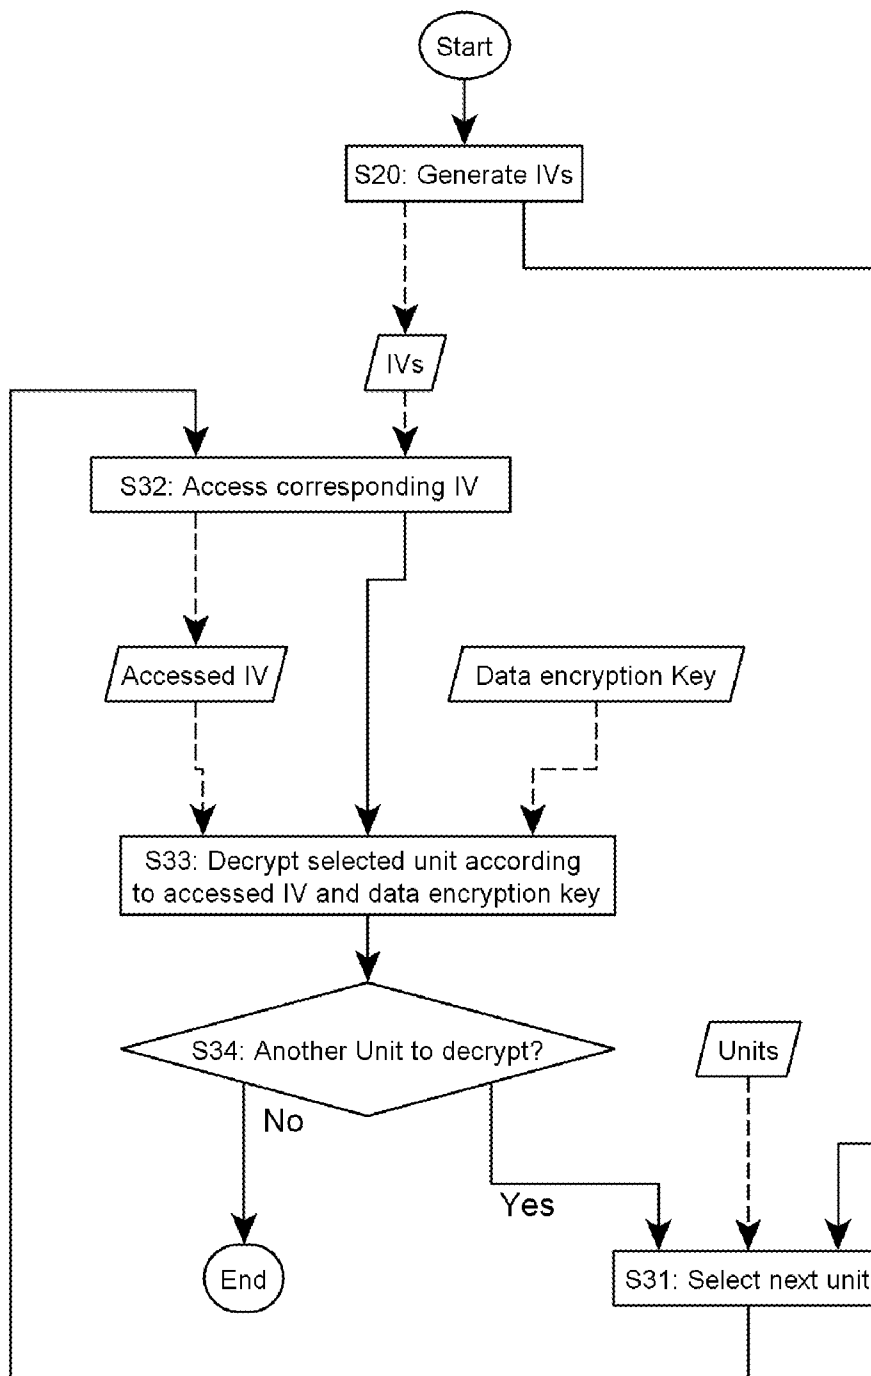 Start
S20: Generate IVs
IVs
S32: Access corresponding IV
Accessed IV
Data encryption Key
S33: Decrypt selected unit according
to accessed IV and data encryption key
S34: Another Unit to decrypt?
Units
No
Yes
End
S31: Select next unit